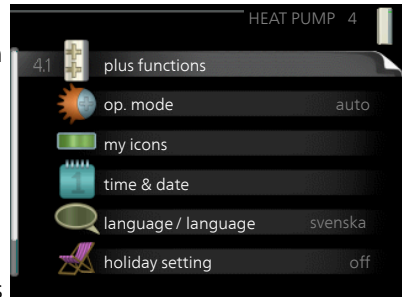 HEAT PUMP 4
4.1 plus functions
op. mode auto
my icons
1
time & date
language / language svenska
holiday setting off